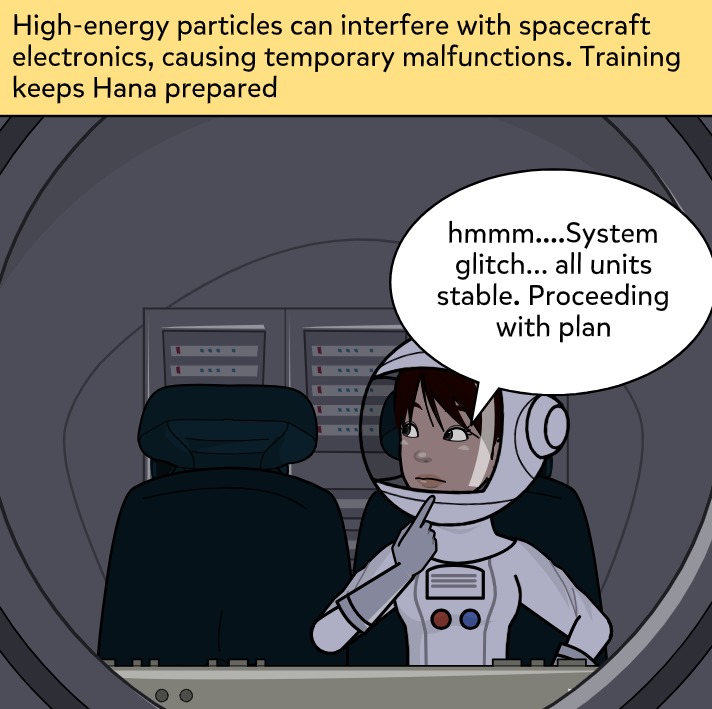 High-energy particles can interfere with spacecraft
electronics, causing temporary malfunctions. Training
keeps Hana prepared
hmmm....System
glitch... all units
stable. Proceeding
with plan